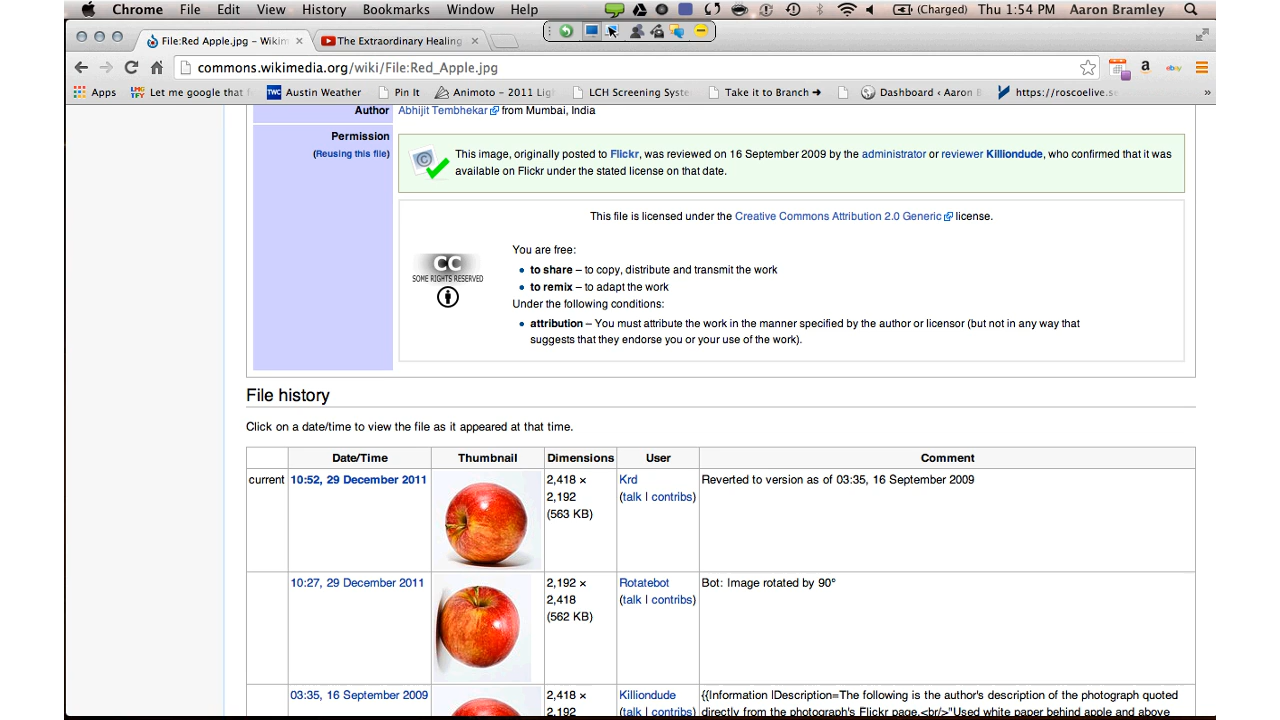 Chrome File Edit View History Bookmarks Window Help (Charged) Thu 1:54 PM Aaron Bramley
File:Red Apple.jpg – Wikim The Extraordinary Healing
commons.wikimedia.org/wiki/File:Red_Apple.jpg
Apps Let me google that Austin Weather Pin It Animoto - 2011 Lig LCH Screening Syste Take it to Branch → Dashboard ‹ Aaron B https://roscoelive.se »
Author Abhijit Tembhekar from Mumbai, India
Permission
(Reusing this file)
This image, originally posted to Flickr, was reviewed on 16 September 2009 by the administrator or reviewer Killiondude, who confirmed that it was
available on Flickr under the stated license on that date.
This file is licensed under the Creative Commons Attribution 2.0 Generic license.
CC
SOME RIGHTS RESERVED
You are free:
• to share – to copy, distribute and transmit the work
• to remix – to adapt the work
Under the following conditions:
• attribution – You must attribute the work in the manner specified by the author or licensor (but not in any way that
suggests that they endorse you or your use of the work).
File history
Click on a date/time to view the file as it appeared at that time.
Date/Time Thumbnail Dimensions User Comment
current 10:52, 29 December 2011 2,418 × Krd Reverted to version as of 03:35, 16 September 2009
2,192 (talk | contribs)
(563 KB)
10:27, 29 December 2011 2,192 × Rotatebot Bot: Image rotated by 90°
2,418 (talk | contribs)
(562 KB)
03:35, 16 September 2009 2,418 × Killiondude {{Information |Description=The following is the author's description of the photograph quoted
2,192 (talk | contribs) directly from the photograph's Flickr page.<br/>"Used white paper behind apple and above